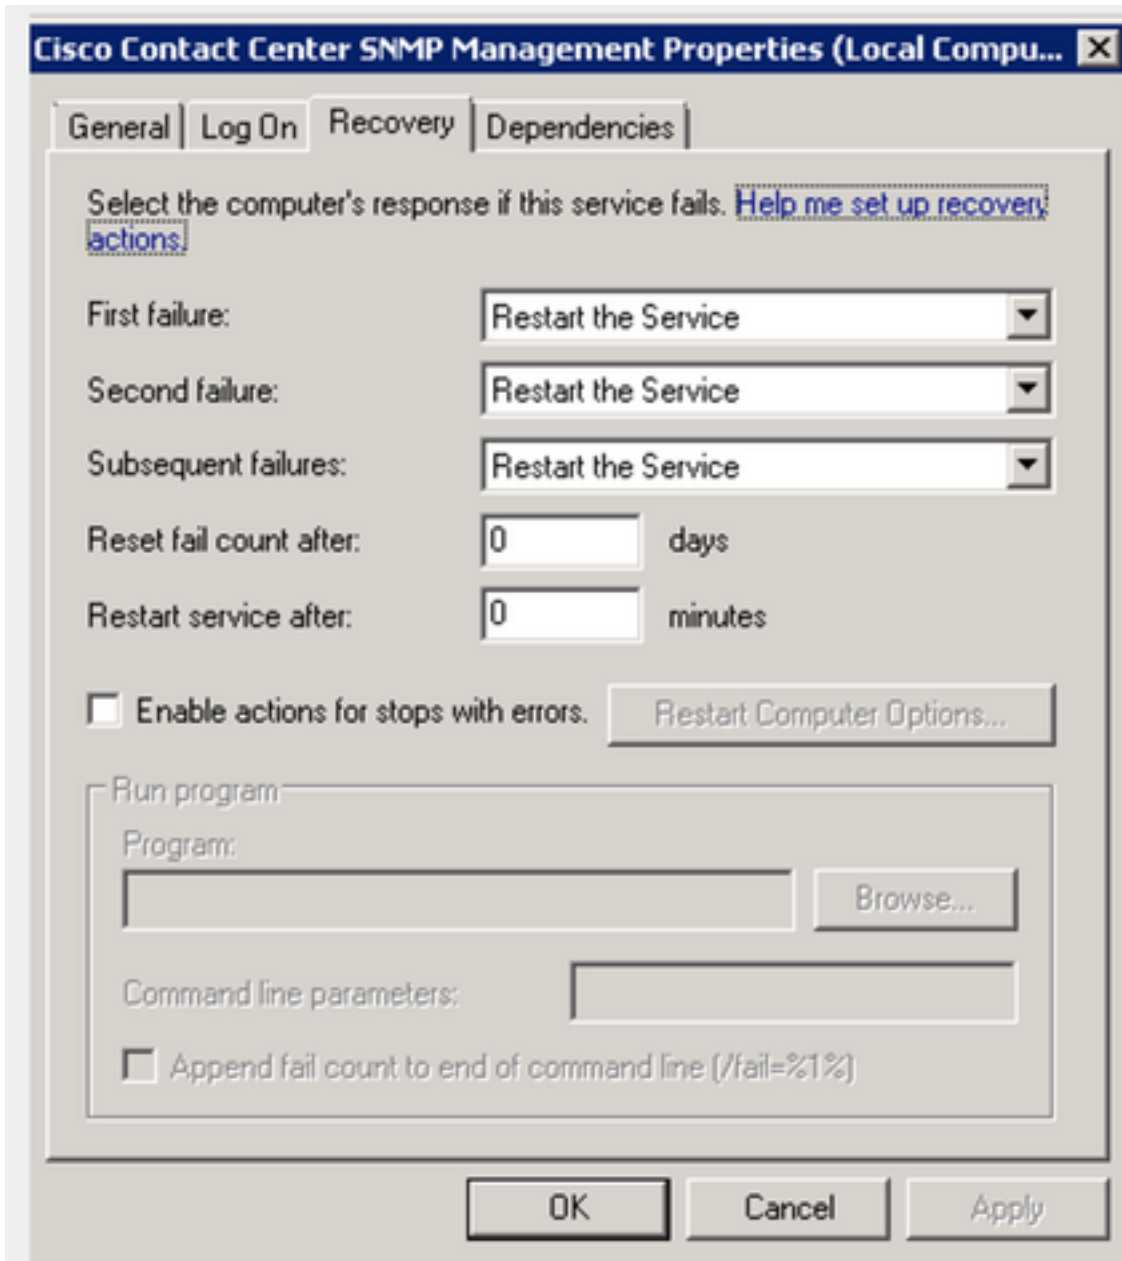 Cisco Contact Center SNMP Management Properties (Local Compu...
General Log On Recovery Dependencies
Select the computer's response if this service fails. Help me set up recovery
actions.
First failure: Restart the Service
Second failure: Restart the Service
Subsequent failures: Restart the Service
Reset fail count after: 0 days
Restart service after: 0 minutes
Enable actions for stops with errors. Restart Computer Options...
Run program
Program:
Browse...
Command line parameters:
Append fail count to end of command line (/fail=%1%)
OK Cancel Apply